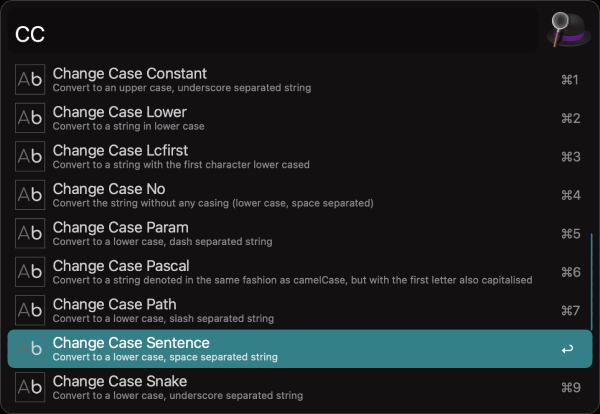 CC
Change Case Constant
Convert to an upper case, underscore separated string
⌘1
Change Case Lower
Convert to a string in lower case
⌘2
Change Case Lcfirst
Convert to a string with the first character lower cased
⌘3
Change Case No
Convert the string without any casing (lower case, space separated)
⌘4
Change Case Param
Convert to a lower case, dash separated string
⌘5
Change Case Pascal
Convert to a string denoted in the same fashion as camelCase, but with the first letter also capitalised
⌘6
Change Case Path
Convert to a lower case, slash separated string
⌘7
Change Case Sentence
Convert to a lower case, space separated string
↩
Change Case Snake
Convert to a lower case, underscore separated string
⌘9
Ab
Ab
Ab
Ab
Ab
Ab
Ab
Ab
Ab